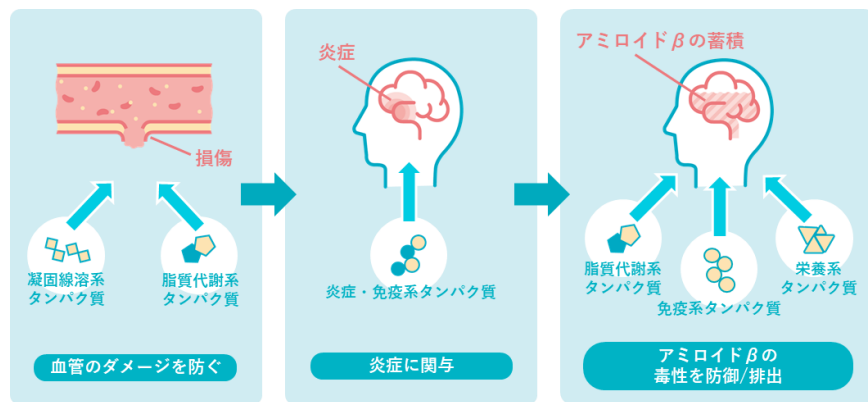 損傷
凝固線溶系
タンパク質
脂質代謝系
タンパク質
血管のダメージを防ぐ
炎症
炎症・免疫系タンパク質
炎症に関与
アミロイドβの蓄積
脂質代謝系
タンパク質
免疫系タンパク質
栄養系
タンパク質
アミロイドβの
毒性を防御/排出